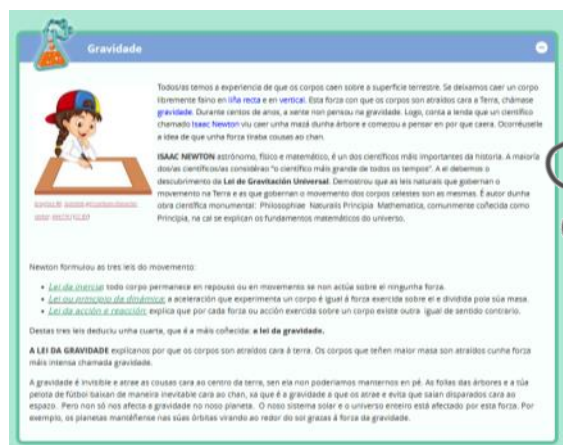 Gravidade
Todos/as temos a experiencia de que os corpos caen sobre a superficie terrestre. Se deixamos caer un corpo
libremente faino en liña recta e en vertical. Esta forza con que os corpos son atraídos cara a Terra, chámase
gravidade. Durante centos de anos, a xente non pensou na gravidade. Logo, conta a lenda que un científico
chamado Isaac Newton viu caer unha mazá dunha árbore e comezou a pensar en por que caera. Ocorréuselle
a idea de que unha forza tiraba cousas ao chan.
ISAAC NEWTON astrónomo, físico e matemático, é un dos científicos máis importantes da historia. A maioría
dos/as científicos/as considérao "o científico máis grande de todos os tempos". A el debemos o
descubrimento da Lei de Gravitación Universal. Demostrou que as leis naturais que gobernan o
movemento na Terra e as que gobernan o movemento dos corpos celestes son as mesmas. É autor dunha
obra científica monumental: Philosophiae Naturalis Principia Mathematica, comunmente coñecida como
Principia, na cal se explican os fundamentos matemáticos do universo.
Newton formulou as tres leis do movemento:
Lei da inercia: todo corpo permanece en repouso ou en movemento se non actúa sobre el ningunha forza.
Lei ou principio da dinámica: a aceleración que experimenta un corpo é igual á forza exercida sobre el e dividida pola súa masa.
Lei da acción e reacción: explica que por cada forza ou acción exercida sobre un corpo existe outra igual de sentido contrario.
Destas tres leis deduciu unha cuarta, que é a máis coñecida: a lei da gravidade.
A LEI DA GRAVIDADE explícanos por que os corpos son atraídos cara á terra. Os corpos que teñen maior masa son atraídos cunha forza
máis intensa chamada gravidade.
A gravidade é invisible e atrae as cousas cara ao centro da terra, sen ela non poderíamos manternos en pé. As follas das árbores e a túa
pelota de fútbol baixan de maneira inevitable cara ao chan, xa que é a gravidade a que os atrae e evita que saian disparados cara ao
espazo. Pero non só nos afecta a gravidade no noso planeta. O noso sistema solar e o universo enteiro está afectado por esta forza. Por
exemplo, os planetas mantéñense nas súas órbitas virando ao redor do sol grazas á forza da gravidade.